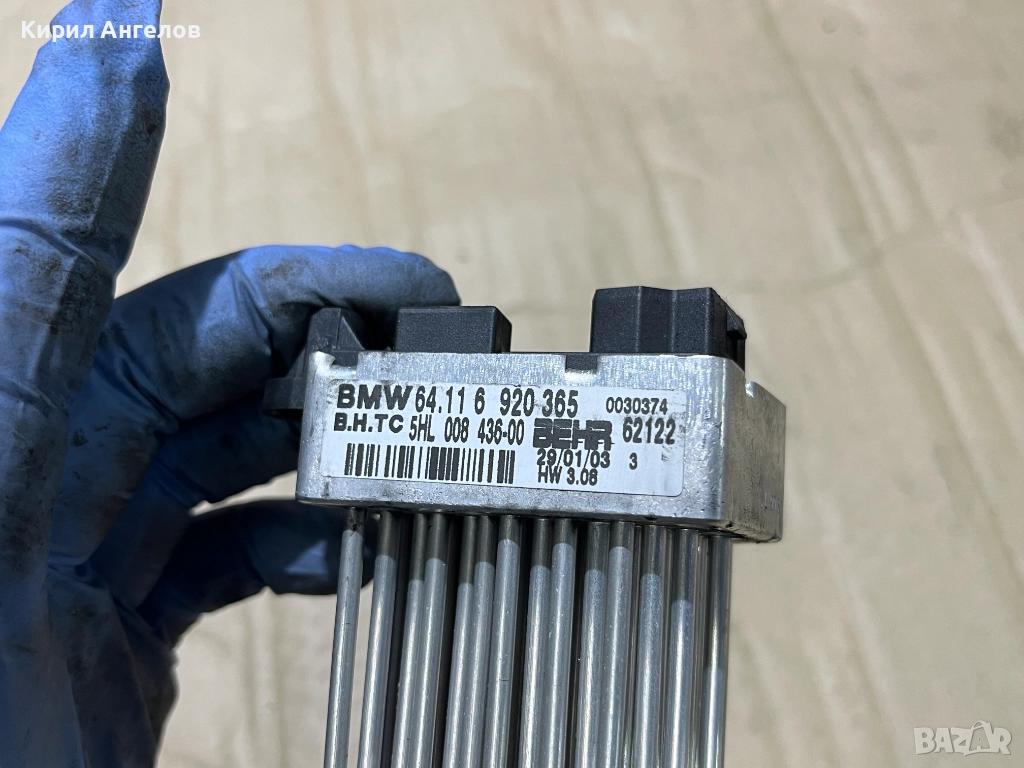 Кирил Ангелов
BMW 64.11 6 920 365 0030374
B.H.TC 5HL 008 436-00 BEHR 62122
29/01/03 3
HW 3.08
BAZAR